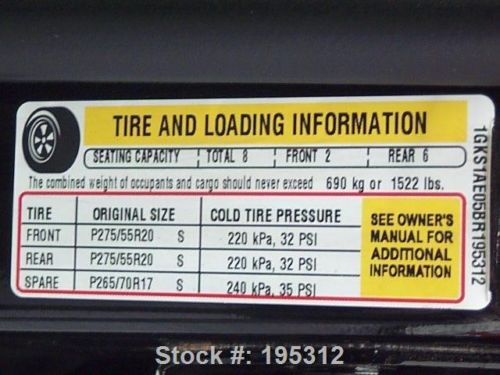 TIRE AND LOADING INFORMATION
SEATING CAPACITY TOTAL 8 FRONT 2 REAR 6
The combined weight of occupants and cargo should never exceed 690 kg or 1522 lbs.
TIRE ORIGINAL SIZE COLD TIRE PRESSURE
FRONT P275/55R20 S 220 kPa, 32 PSI
REAR P275/55R20 S 220 kPa, 32 PSI
SPARE P265/70R17 S 240 kPa, 35 PSI
SEE OWNER'S
MANUAL FOR
ADDITIONAL
INFORMATION
1GKS1AE05BR195312
Stock #: 195312